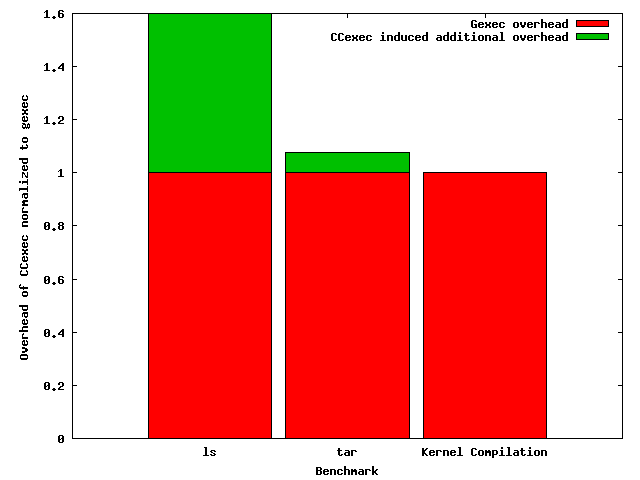 Gexec overhead
CCexec induced additional overhead
Overhead of CCexec normalized to gexec
1.6
1.4
1.2
1
0.8
0.6
0.4
0.2
0
ls
tar
Kernel Compilation
Benchmark